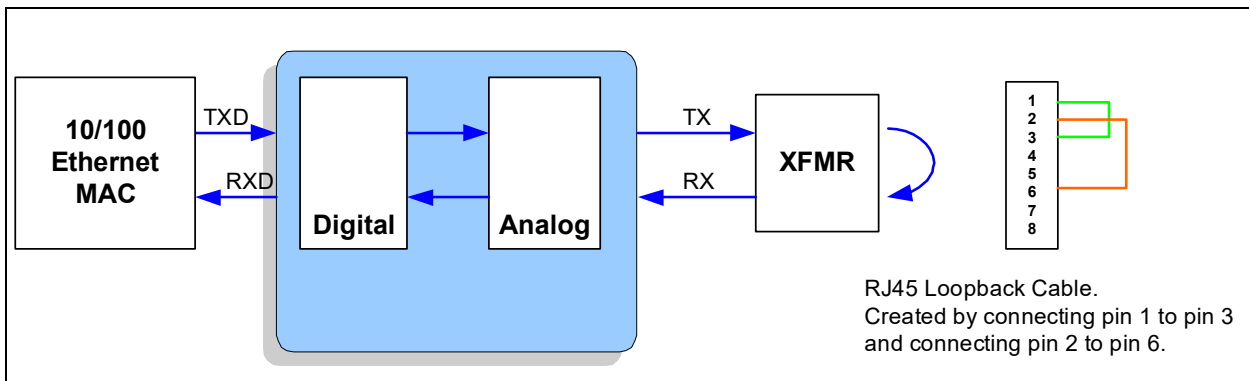 10/100
Ethernet
MAC
TXD
RXD
Digital
Analog
TX
RX
XFMR
1
2
3
4
5
6
7
8
RJ45 Loopback Cable.
Created by connecting pin 1 to pin 3
and connecting pin 2 to pin 6.